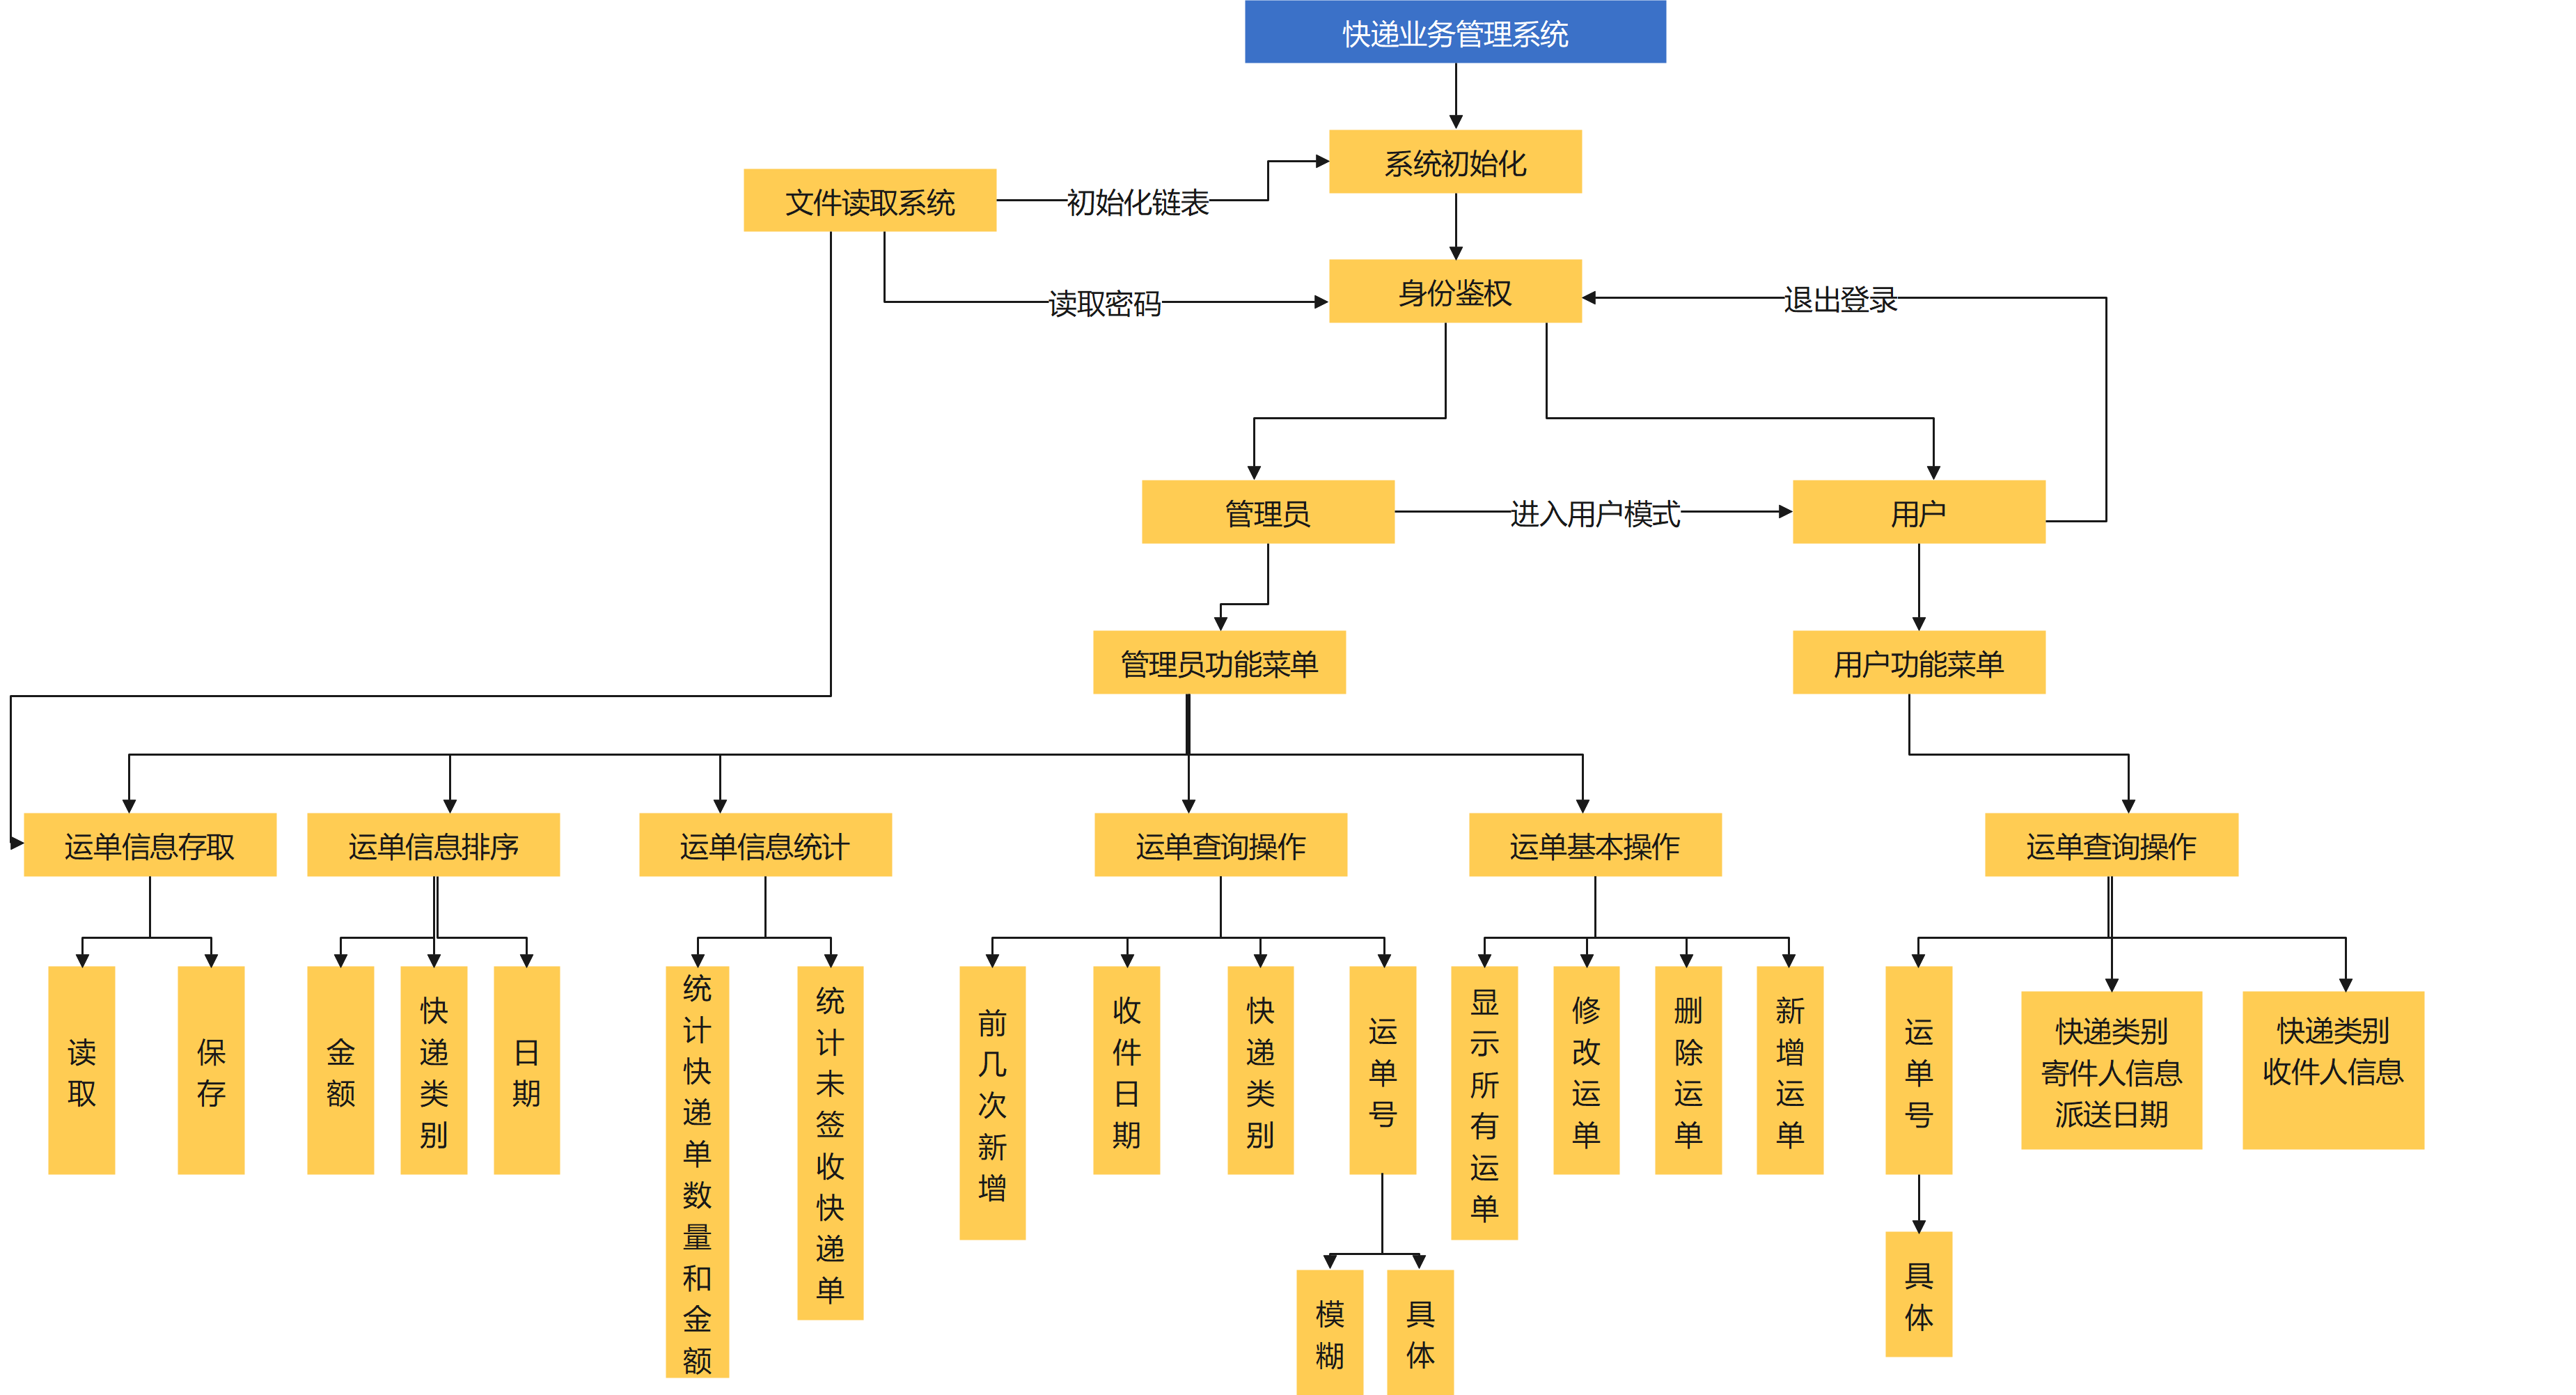 快递业务管理系统
系统初始化
文件读取系统
初始化链表
身份鉴权
读取密码
退出登录
管理员
进入用户模式
用户
管理员功能菜单
用户功能菜单
运单信息存取
运单信息排序
运单信息统计
运单查询操作
运单基本操作
运单查询操作
读取
保存
金额
快递类别
日期
统计快递单数量和金额
统计未签收快递单
前几次新增
收件日期
快递类别
运单号
显示所有运单
修改运单
删除运单
新增运单
运单号
快递类别
寄件人信息
派送日期
快递类别
收件人信息
模糊
具体
具体